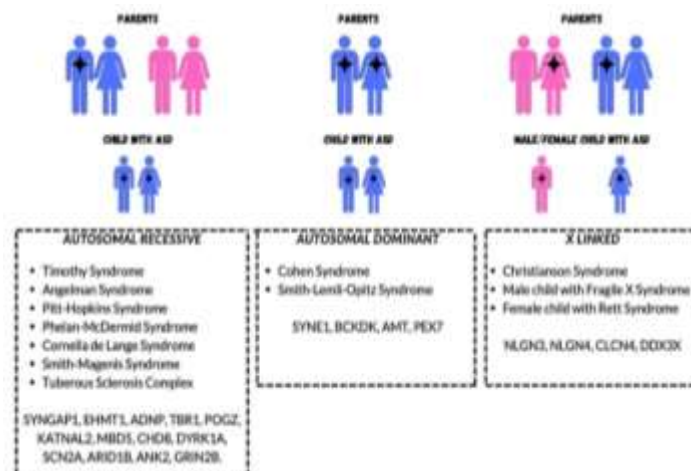 PARENTS
PARENTS
PARENTS
CHILD WITH ASD
CHILD WITH ASD
MALE/FEMALE CHILD WITH ASD
AUTOSOMAL RECESSIVE
Timothy Syndrome
Angelman Syndrome
Pitt-Hopkins Syndrome
Phelan-McDermid Syndrome
Cornelia de Lange Syndrome
Smith-Magenis Syndrome
Tuberous Sclerosis Complex
SYNGAP1, EHMT1, ADNP, TBR1, POGZ,
KATNAL2, MBD5, CHD8, DYRK1A,
SCN2A, ARID1B, ANK2, GRIN2B.
AUTOSOMAL DOMINANT
Cohen Syndrome
Smith-Lemli-Opitz Syndrome
SYNE1, BCKDK, AMT, PEX7
X LINKED
Christianson Syndrome
Male child with Fragile X Syndrome
Female child with Rett Syndrome
NLGN3, NLGN4, CLCN4, DDX3X